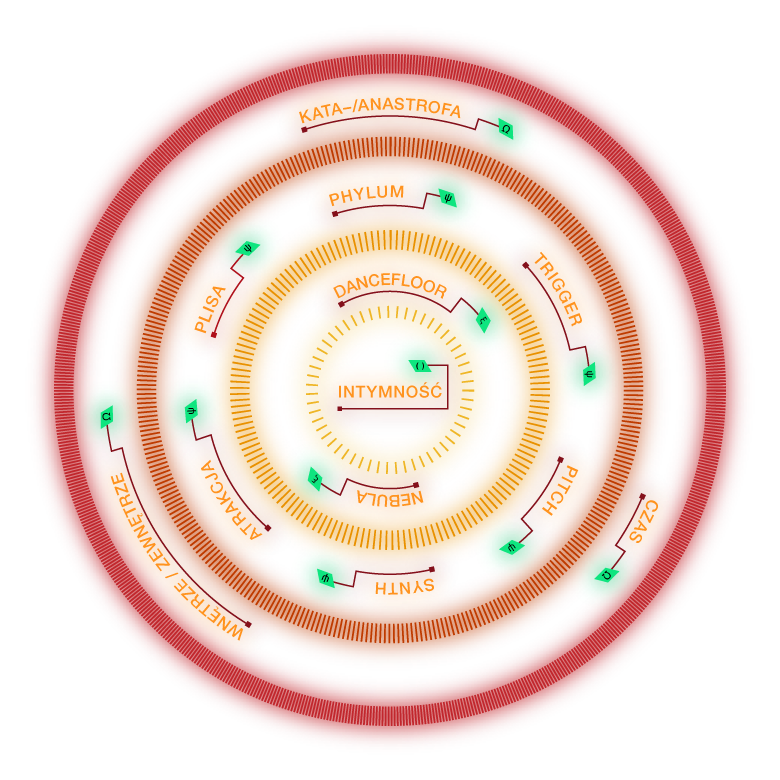 KATA–/ANASTROFA
Ω
PHYLUM
ψ
ψ
PLISA
TRIGGER
ψ
DANCEFLOOR
Σ
()
INTYMNOŚĆ
Ω
WNĘTRZE / ZEWNĘTRZE
ψ
ATRAKCJA
Σ
NEBULA
PITCH
ψ
CZAS
Ω
SYNTH
ψ